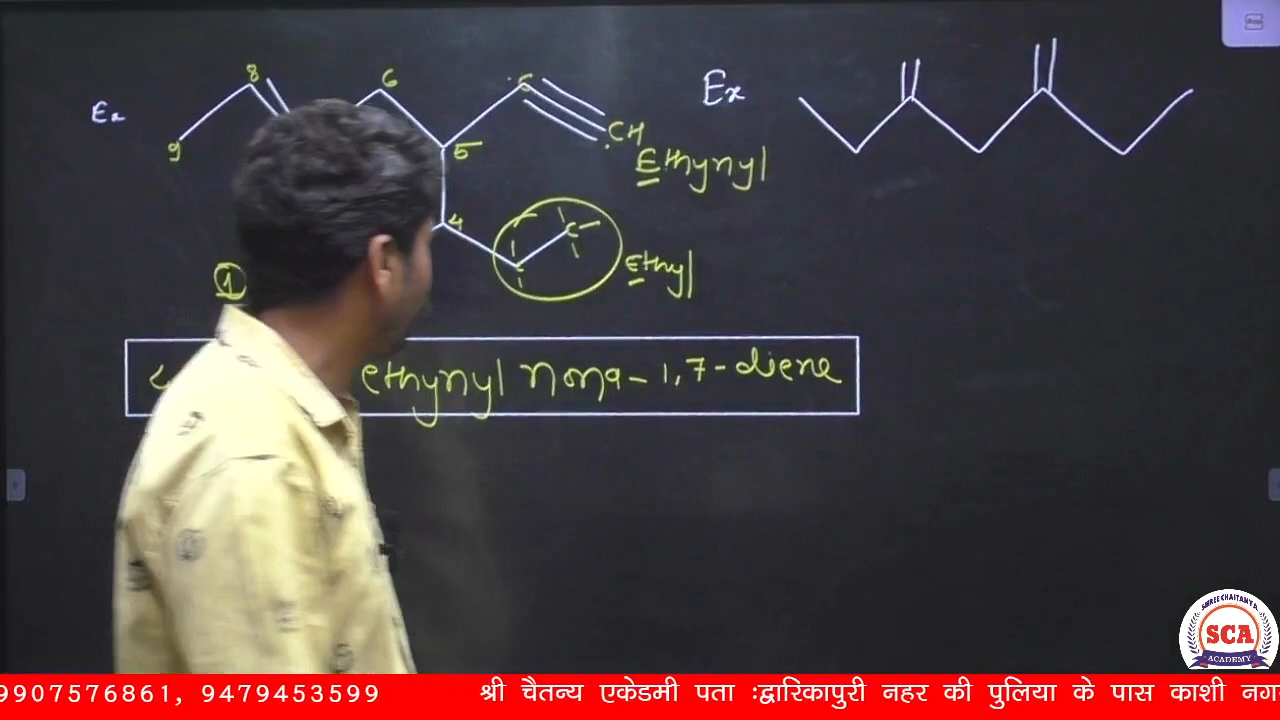 Ex
9
8
6
5
4
C
CH
Ethynyl
C
C
Ethyl
1
ethynyl nona-1,7-diene
Ex
SHREE CHAITANYA
SCA
ACADEMY
9907576861, 9479453599 श्री चैतन्य एकेडमी पता :द्वारिकापुरी नहर की पुलिया के पास काशी नग